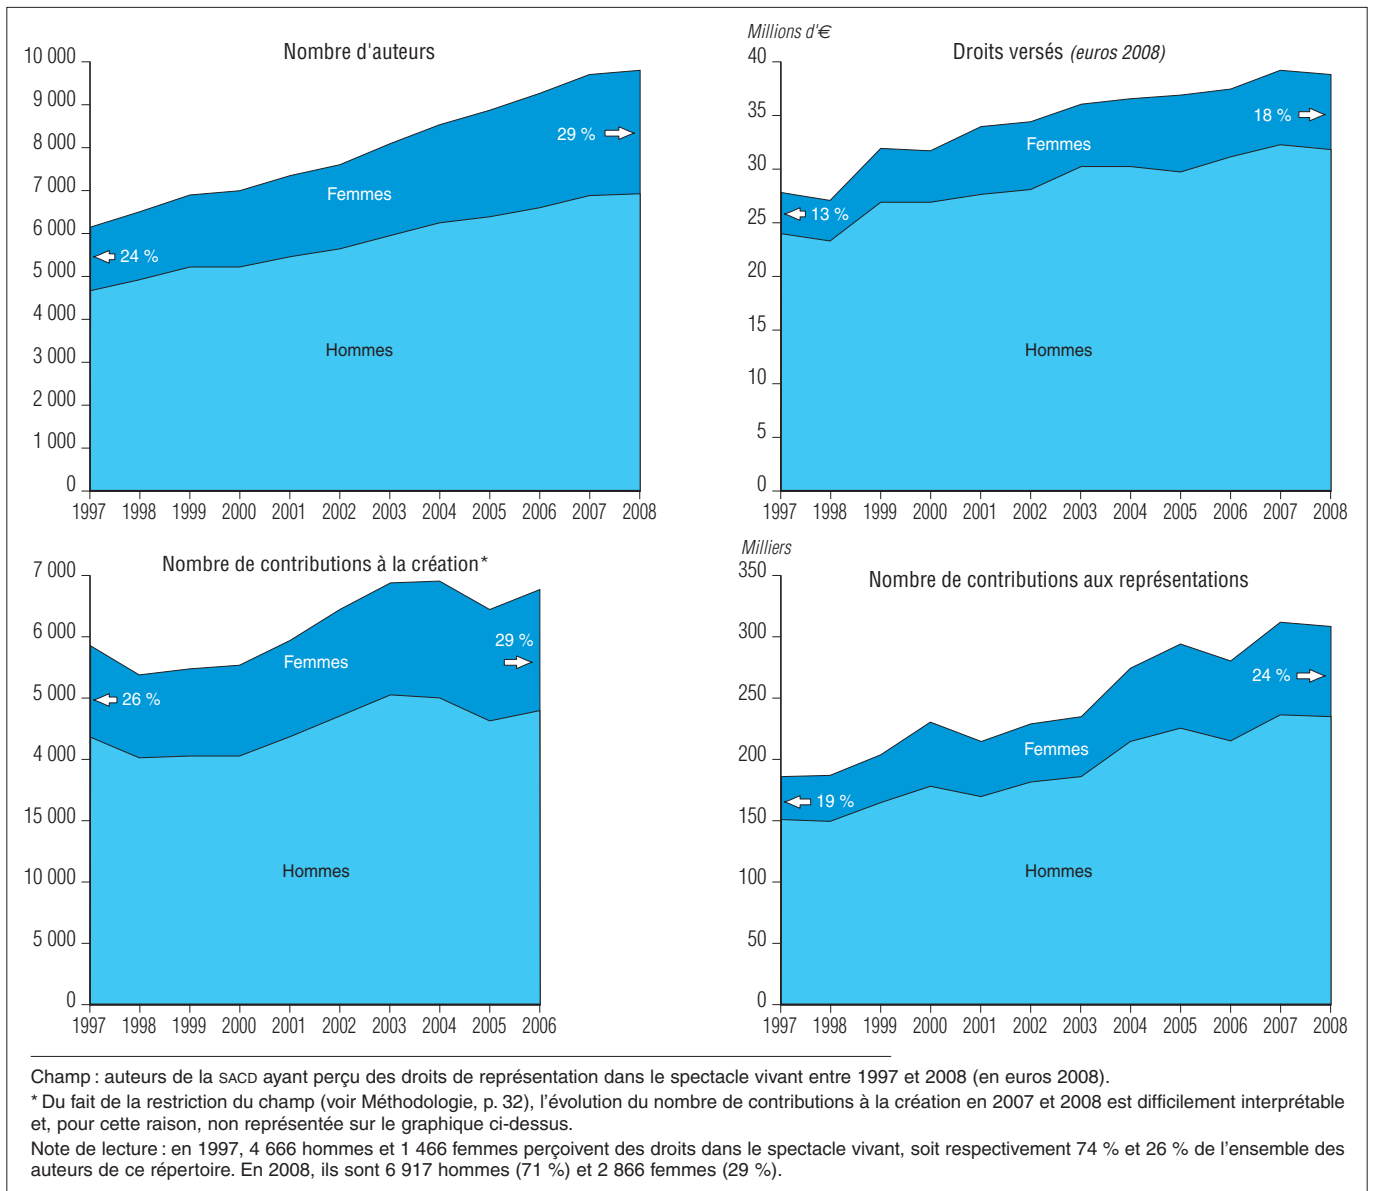 Nombre d'auteurs
10 000
9 000
8 000
7 000
6 000
5 000
4 000
3 000
2 000
1 000
0
29 %
Femmes
24 %
Hommes
1997 1998 1999 2000 2001 2002 2003 2004 2005 2006 2007 2008
Millions d'€
Droits versés (euros 2008)
40
35
30
25
20
15
10
5
0
18 %
Femmes
13 %
Hommes
1997 1998 1999 2000 2001 2002 2003 2004 2005 2006 2007 2008
Nombre de contributions à la création*
7 000
6 000
5 000
4 000
15 000
10 000
5 000
0
29 %
Femmes
26 %
Hommes
1997 1998 1999 2000 2001 2002 2003 2004 2005 2006
Milliers
Nombre de contributions aux représentations
350
300
250
200
150
100
50
0
24 %
Femmes
19 %
Hommes
1997 1998 1999 2000 2001 2002 2003 2004 2005 2006 2007 2008
Champ : auteurs de la SACD ayant perçu des droits de représentation dans le spectacle vivant entre 1997 et 2008 (en euros 2008).
* Du fait de la restriction du champ (voir Méthodologie, p. 32), l'évolution du nombre de contributions à la création en 2007 et 2008 est difficilement interprétable
et, pour cette raison, non représentée sur le graphique ci-dessus.
Note de lecture : en 1997, 4 666 hommes et 1 466 femmes perçoivent des droits dans le spectacle vivant, soit respectivement 74 % et 26 % de l'ensemble des
auteurs de ce répertoire. En 2008, ils sont 6 917 hommes (71 %) et 2 866 femmes (29 %).